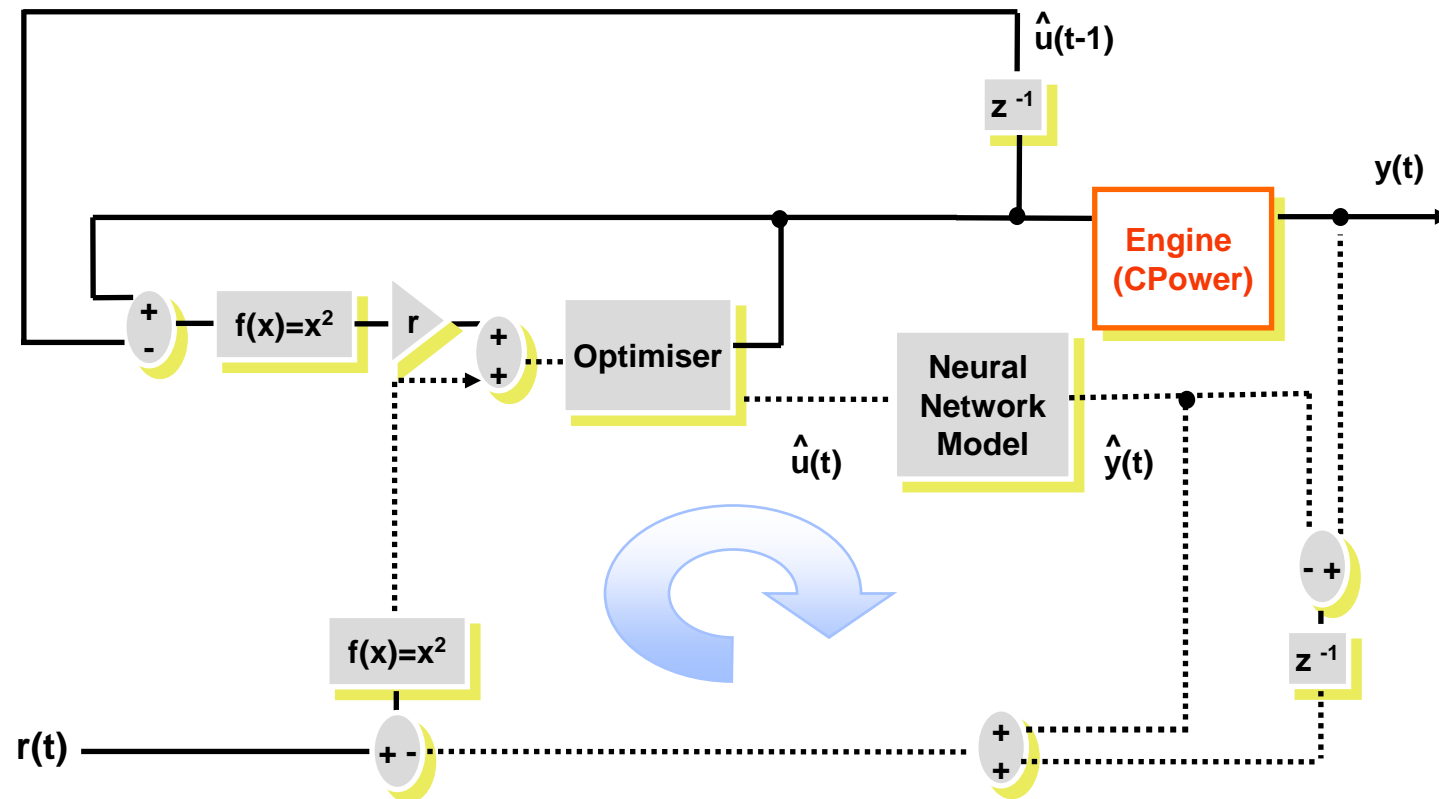 û(t-1)
z ⁻¹
y(t)
Engine
(CPower)
+
-
f(x)=x²
r
+
+
Optimiser
Neural
Network
Model
û(t)
ŷ(t)
- +
f(x)=x²
z ⁻¹
r(t)
+ -
+
+